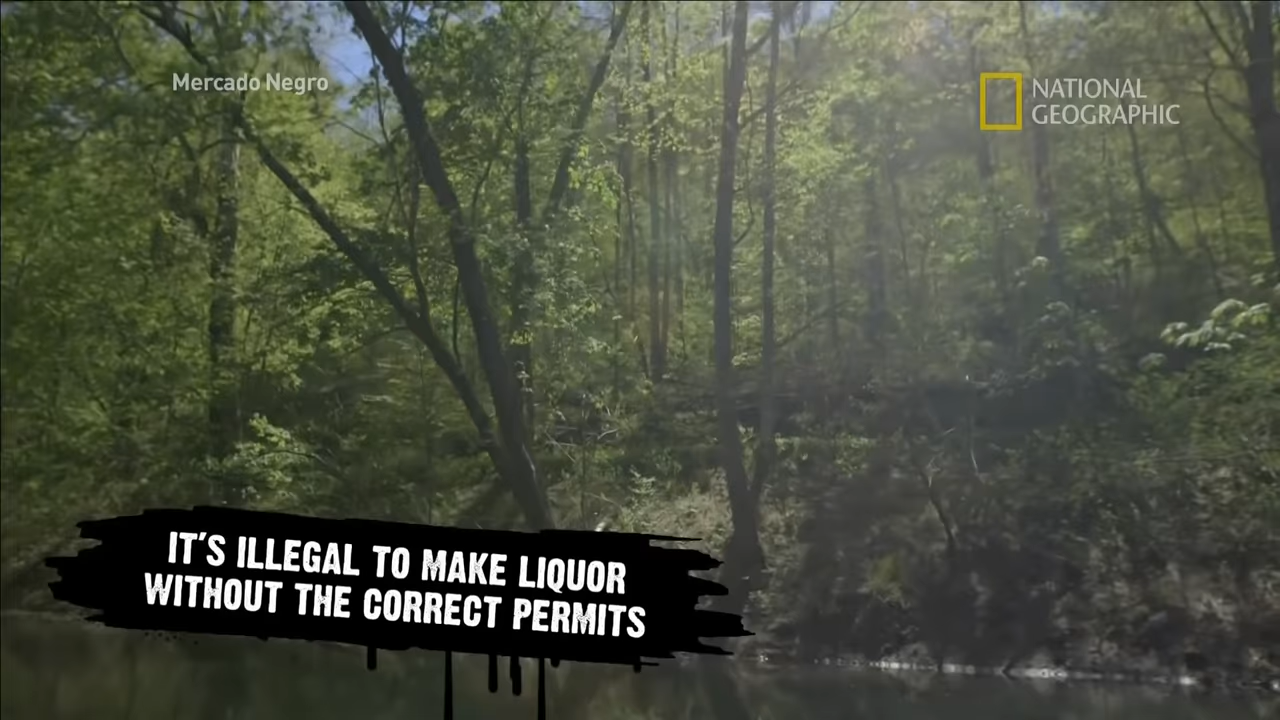 Mercado Negro
NATIONAL
GEOGRAPHIC
IT'S ILLEGAL TO MAKE LIQUOR
WITHOUT THE CORRECT PERMITS